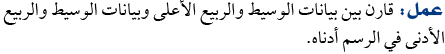 عمل: قارن بين بيانات الوسيط والربيع الأعلى وبيانات الوسيط والربيع
الأدنى في الرسم أدناه.